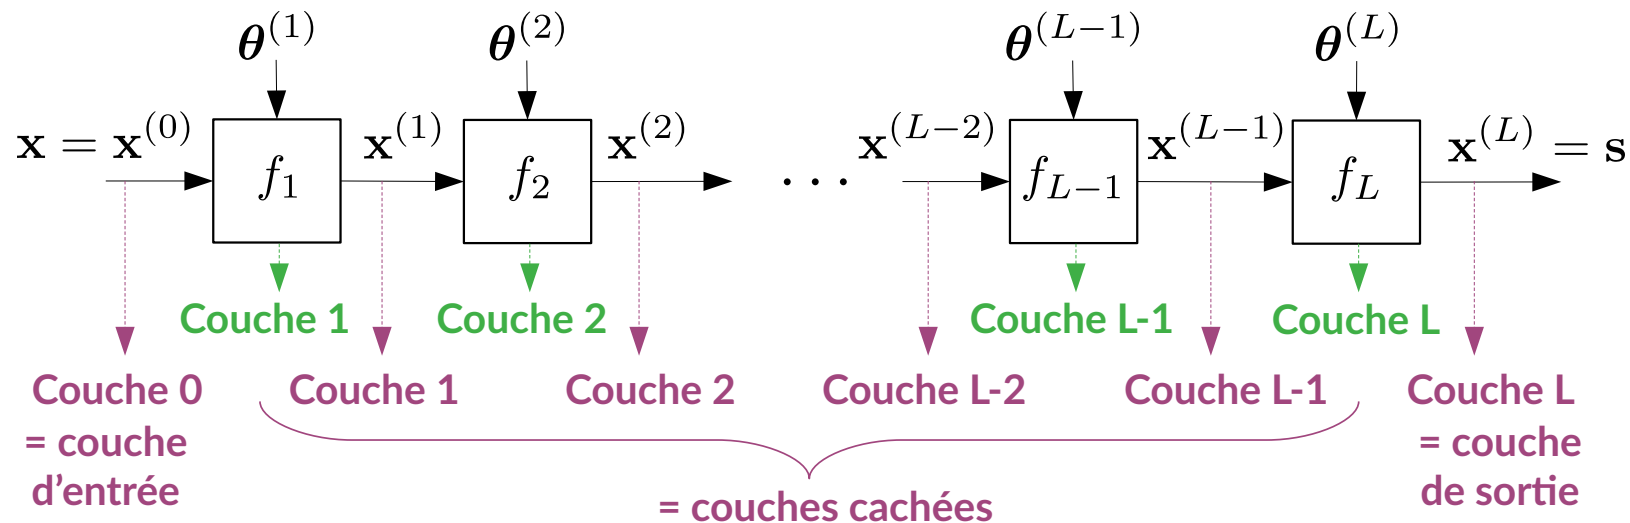 θ^(1) θ^(2) θ^(L−1) θ^(L)
x = x^(0) f_1 x^(1) f_2 x^(2) ... x^(L−2) f_{L−1} x^(L−1) f_L x^(L) = s
Couche 1 Couche 2 Couche L-1 Couche L
Couche 0 Couche 1 Couche 2 Couche L-2 Couche L-1 Couche L
= couche = couche
d'entrée de sortie
= couches cachées